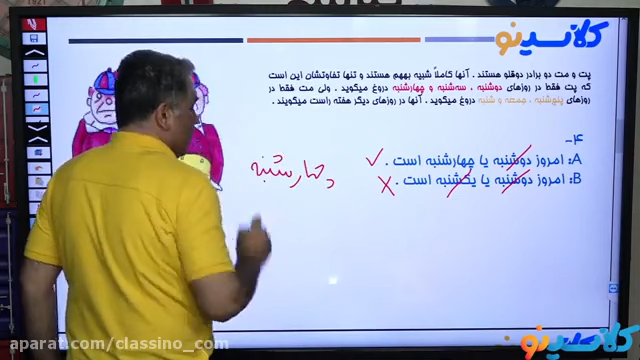 کلاسینو
پت و مت دو برادر دوقلو هستند . آنها کاملاً شبیه بههم هستند و تنها تفاوتشان این است
که پت فقط در روزهای دوشنبه ، سه‌شنبه و چهارشنبه دروغ میگوید . ولی مت فقط در
روزهای پنج‌شنبه ، جمعه و شنبه دروغ میگوید . آنها در روزهای دیگر هفته راست میگویند .
۴-
A: امروز دوشنبه یا چهارشنبه است .
B: امروز دوشنبه یا یکشنبه است .
چهارشنبه
aparat.com/classino_com
کلاسینو